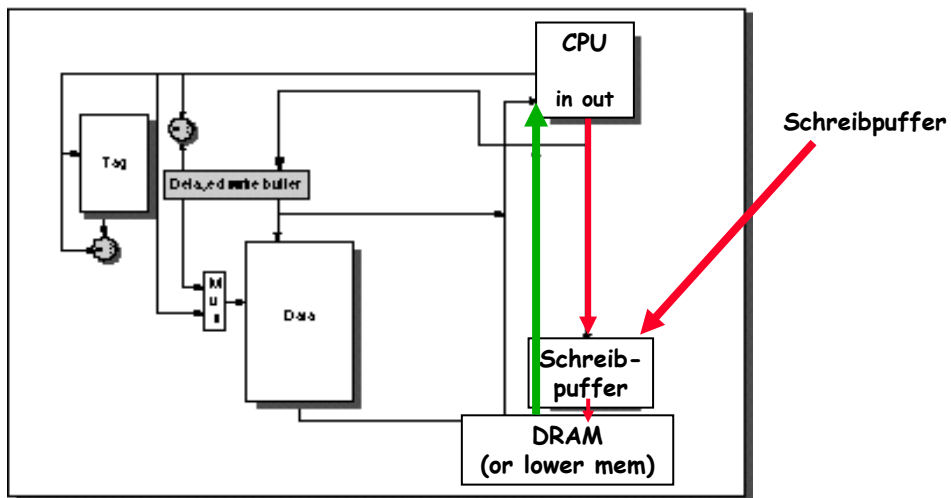 CPU
in out
Schreibpuffer
Tag
Delayed write buffer
M
u
Data
Schreib-
puffer
DRAM
(or lower mem)